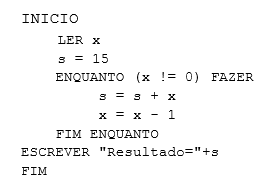 INICIO
LER x
s = 15
ENQUANTO (x != 0) FAZER
s = s + x
x = x - 1
FIM ENQUANTO
ESCREVER "Resultado="+s
FIM